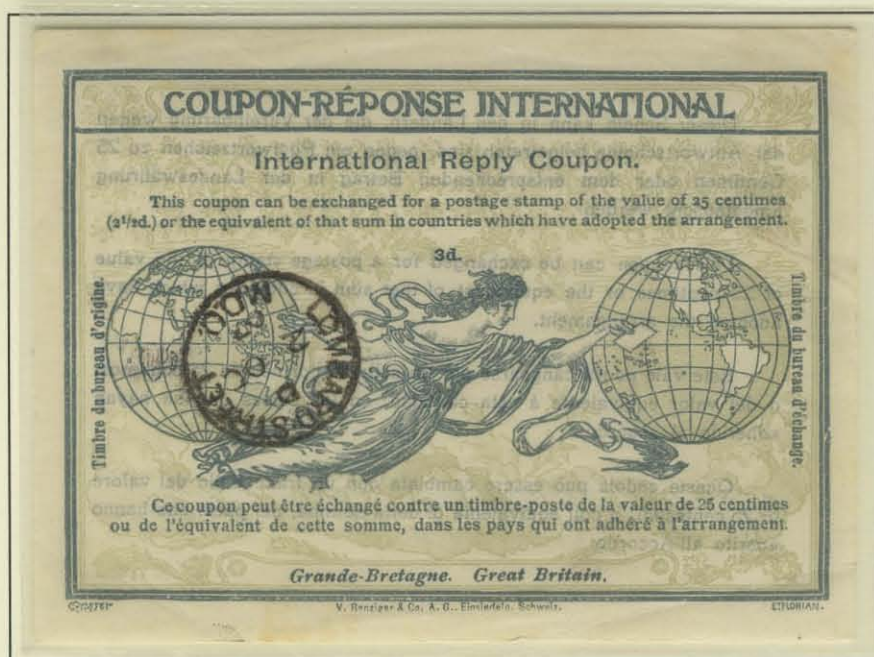 COUPON-RÉPONSE INTERNATIONAL
International Reply Coupon.
This coupon can be exchanged for a postage stamp of the value of 25 centimes
(2½d.) or the equivalent of that sum in countries which have adopted the arrangement.
3d.
Timbre du bureau d'origine.
LOMBARD STREET
D
OC
Timbre du bureau d'échange.
Ce coupon peut être échangé contre un timbre-poste de la valeur de 25 centimes
ou de l'équivalent de cette somme, dans les pays qui ont adhéré à l'arrangement.
Grande-Bretagne. Great Britain.
V. Benziger & Co, A. G., Einsiedeln. Schweiz.
E. FLORIAN.